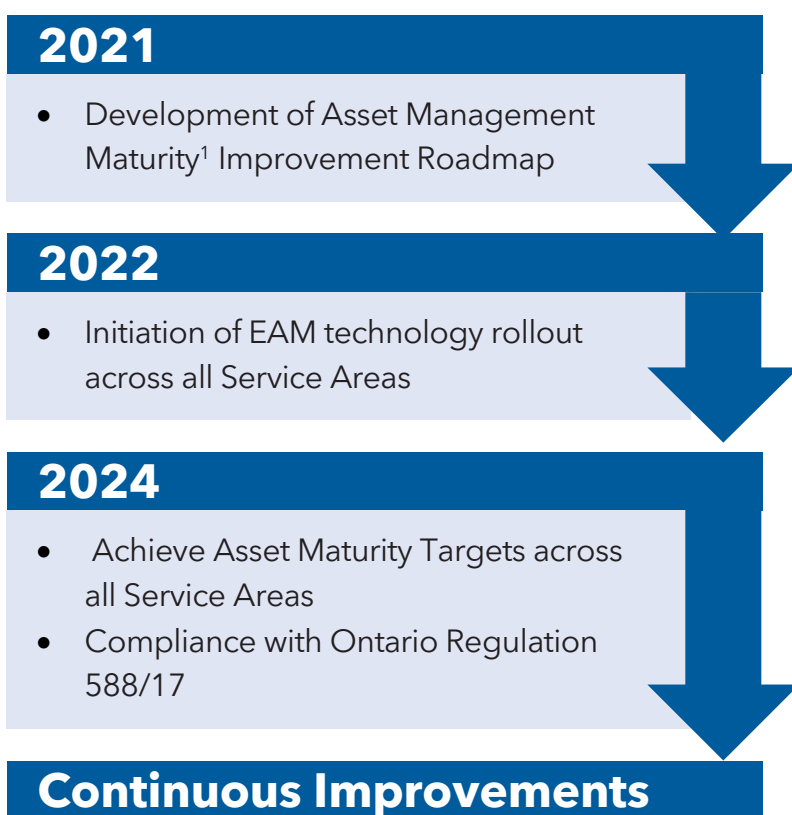 2021
• Development of Asset Management
Maturity¹ Improvement Roadmap
2022
• Initiation of EAM technology rollout
across all Service Areas
2024
• Achieve Asset Maturity Targets across
all Service Areas
• Compliance with Ontario Regulation
588/17
Continuous Improvements